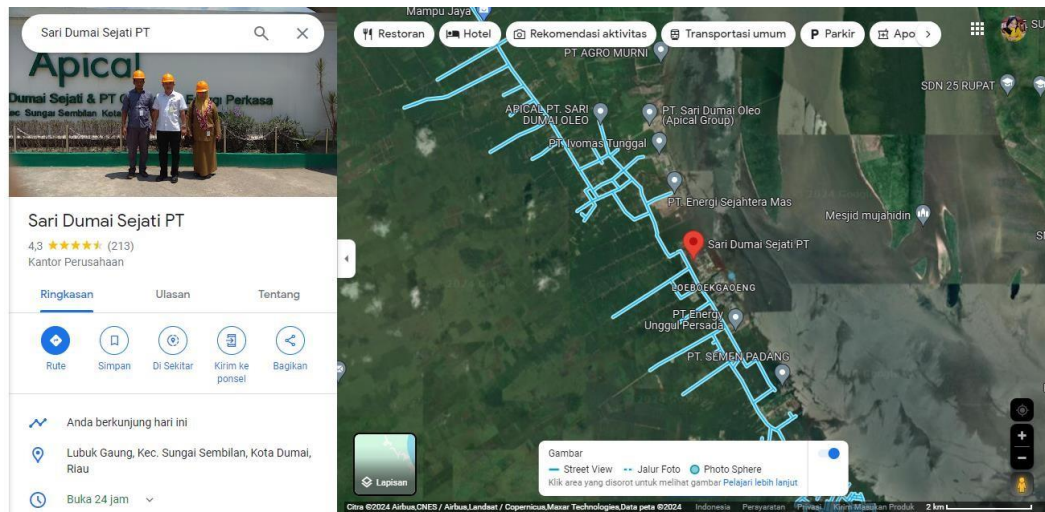 Sari Dumai Sejati PT
Apical
Dumai Sejati & PT
Perkasa
Sungai Sembilan Kota
Sari Dumai Sejati PT
4,3 (213)
Kantor Perusahaan
Ringkasan Ulasan Tentang
Rute Simpan Di Sekitar Kirim ke ponsel Bagikan
Anda berkunjung hari ini
Lubuk Gaung, Kec. Sungai Sembilan, Kota Dumai,
Riau
Buka 24 jam
Mampu Jaya
Restoran Hotel Rekomendasi aktivitas Transportasi umum P Parkir Apo
SU
PT AGRO MURNI
SDN 25 RUPAT
APICAL PT. SARI
DUMAI OLEO
PT. Sari Dumai Oleo
(Apical Group)
PT. Ivomas Tunggal
PT. Energi Sejahtera Mas
Mesjid mujahidin
Sari Dumai Sejati PT
LOEBOEKGAOENG
PT Energy
Unggul Persada
PT. SEMEN PADANG
Lapisan
Gambar
Street View Jalur Foto Photo Sphere
Klik area yang disorot untuk melihat gambar Pelajari lebih lanjut
Citra ©2024 Airbus,CNES / Airbus,Landsat / Copernicus,Maxar Technologies,Data peta ©2024 Indonesia Persyaratan Privasi Kirim Masukan Produk 2 km